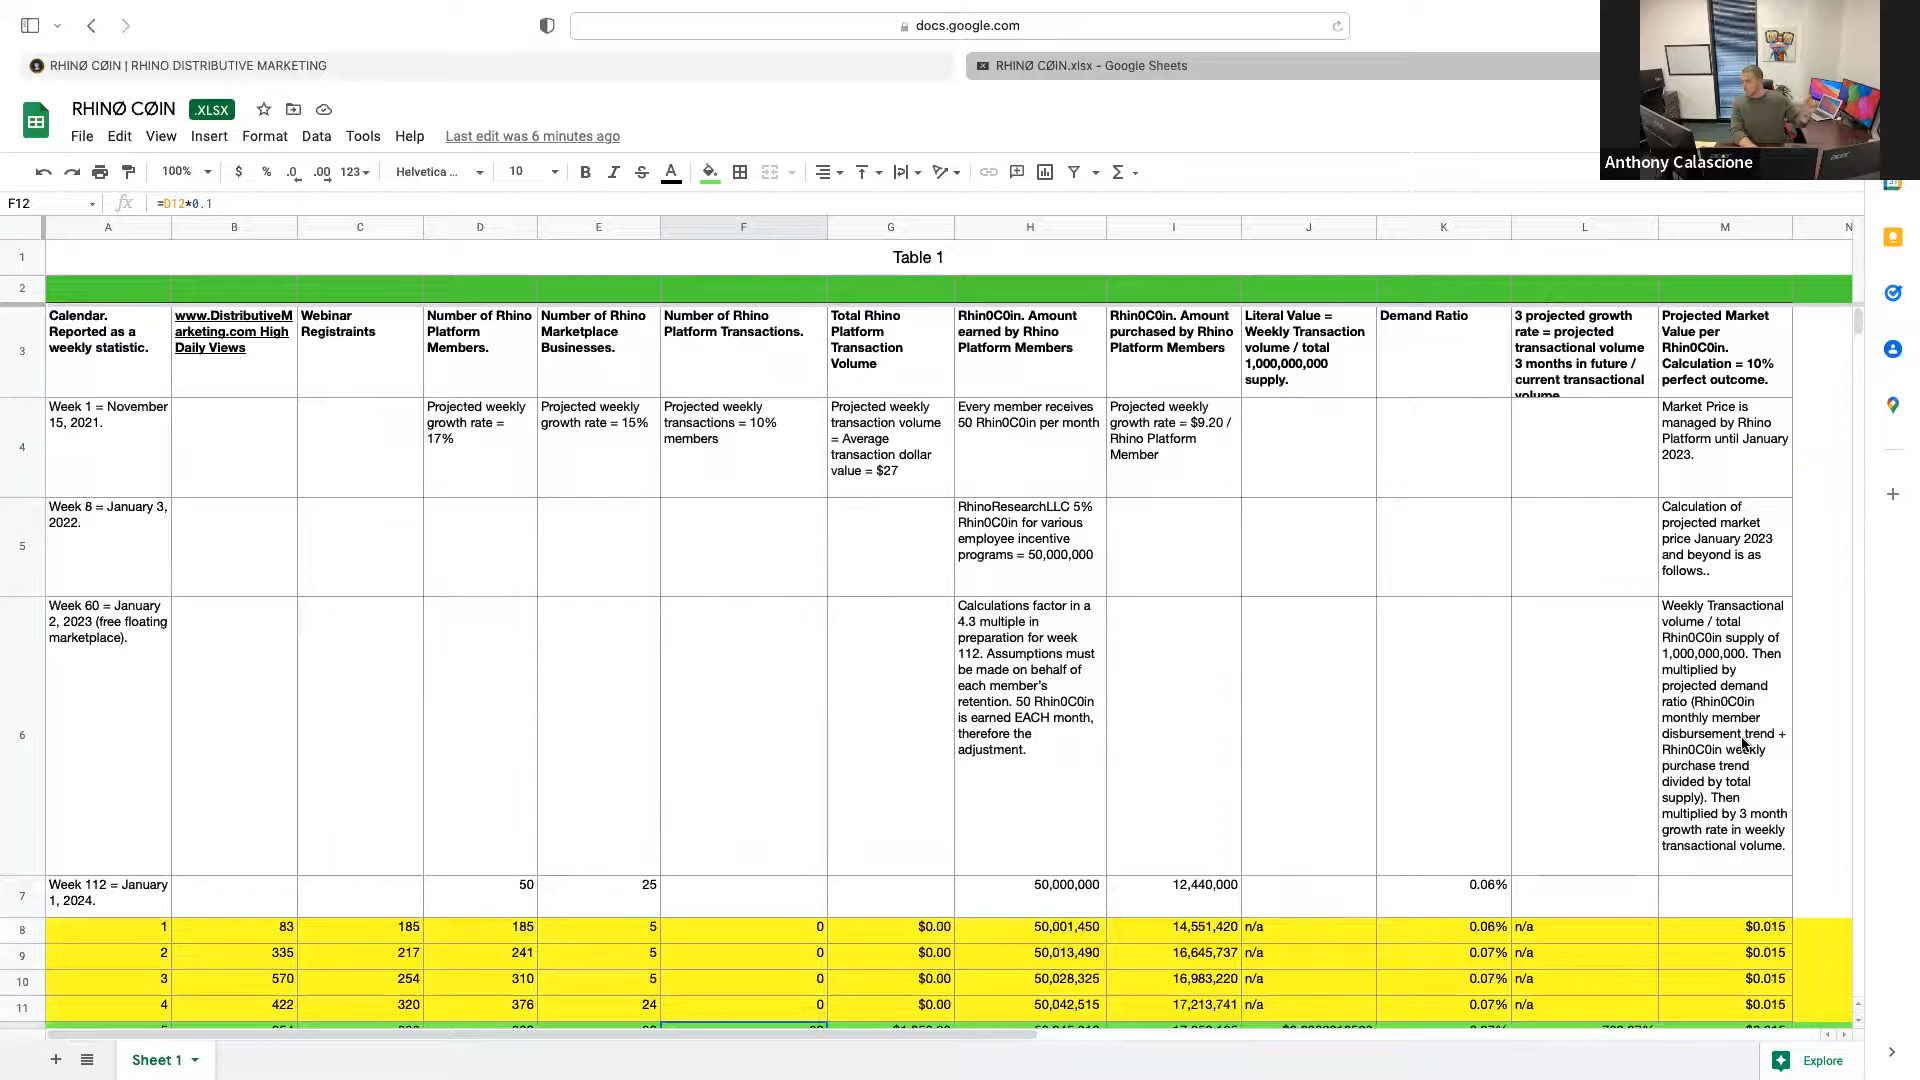 docs.google.com
RHINØ CØIN | RHINO DISTRIBUTIVE MARKETING
RHINØ CØIN.xlsx - Google Sheets
RHINØ CØIN
.XLSX
File Edit View Insert Format Data Tools Help Last edit was 6 minutes ago
100% $ % .0 .00 123 Helvetica ... 10 B I S A
Anthony Calascione
F12 fx =D12*0.1
A B C D E F G H I J K L M N
1 Table 1
2
3
Calendar.
Reported as a
weekly statistic.
www.DistributiveM
arketing.com High
Daily Views
Webinar
Registraints
Number of Rhino
Platform
Members.
Number of Rhino
Marketplace
Businesses.
Number of Rhino
Platform Transactions.
Total Rhino
Platform
Transaction
Volume
Rhin0C0in. Amount
earned by Rhino
Platform Members
Rhin0C0in. Amount
purchased by Rhino
Platform Members
Literal Value =
Weekly Transaction
volume / total
1,000,000,000
supply.
Demand Ratio
3 projected growth
rate = projected
transactional volume
3 months in future /
current transactional
volume
Projected Market
Value per
Rhin0C0in.
Calculation = 10%
perfect outcome.
4
Week 1 = November
15, 2021.
Projected weekly
growth rate =
17%
Projected weekly
growth rate = 15%
Projected weekly
transactions = 10%
members
Projected weekly
transaction volume
= Average
transaction dollar
value = $27
Every member receives
50 Rhin0C0in per month
Projected weekly
growth rate = $9.20 /
Rhino Platform
Member
Market Price is
managed by Rhino
Platform until January
2023.
5
Week 8 = January 3,
2022.
RhinoResearchLLC 5%
Rhin0C0in for various
employee incentive
programs = 50,000,000
Calculation of
projected market
price January 2023
and beyond is as
follows..
6
Week 60 = January
2, 2023 (free floating
marketplace).
Calculations factor in a
4.3 multiple in
preparation for week
112. Assumptions must
be made on behalf of
each member's
retention. 50 Rhin0C0in
is earned EACH month,
therefore the
adjustment.
Weekly Transactional
volume / total
Rhin0C0in supply of
1,000,000,000. Then
multiplied by
projected demand
ratio (Rhin0C0in
monthly member
disbursement trend +
Rhin0C0in weekly
purchase trend
divided by total
supply). Then
multiplied by 3 month
growth rate in weekly
transactional volume.
7
Week 112 = January
1, 2024.
50 25 50,000,000 12,440,000 0.06%
8 1 83 185 185 5 0 $0.00 50,001,450 14,551,420 n/a 0.06% n/a $0.015
9 2 335 217 241 5 0 $0.00 50,013,490 16,645,737 n/a 0.07% n/a $0.015
10 3 570 254 310 5 0 $0.00 50,028,325 16,983,220 n/a 0.07% n/a $0.015
11 4 422 320 376 24 0 $0.00 50,042,515 17,213,741 n/a 0.07% n/a $0.015
Sheet 1
Explore